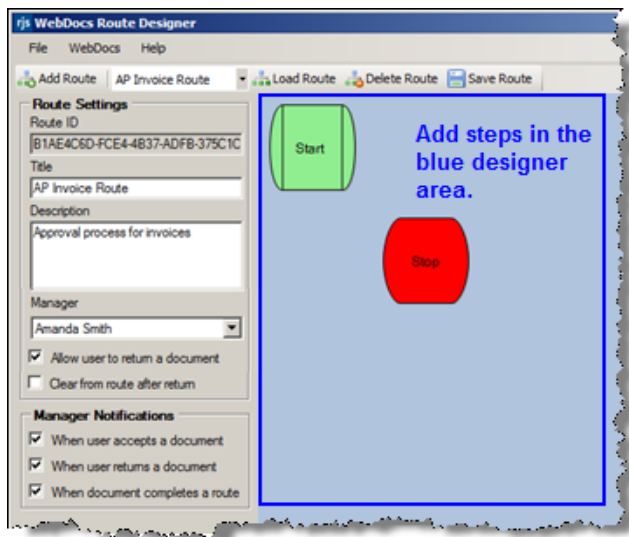 rjs WebDocs Route Designer
File WebDocs Help
Add Route AP Invoice Route Load Route Delete Route Save Route
Route Settings
Route ID
B1AE4C6D-FCE4-4B37-ADFB-375C1C
Title
AP Invoice Route
Description
Approval process for invoices
Manager
Amanda Smith
Allow user to return a document
Clear from route after return
Manager Notifications
When user accepts a document
When user returns a document
When document completes a route
Start
Add steps in the
blue designer
area.
Stop